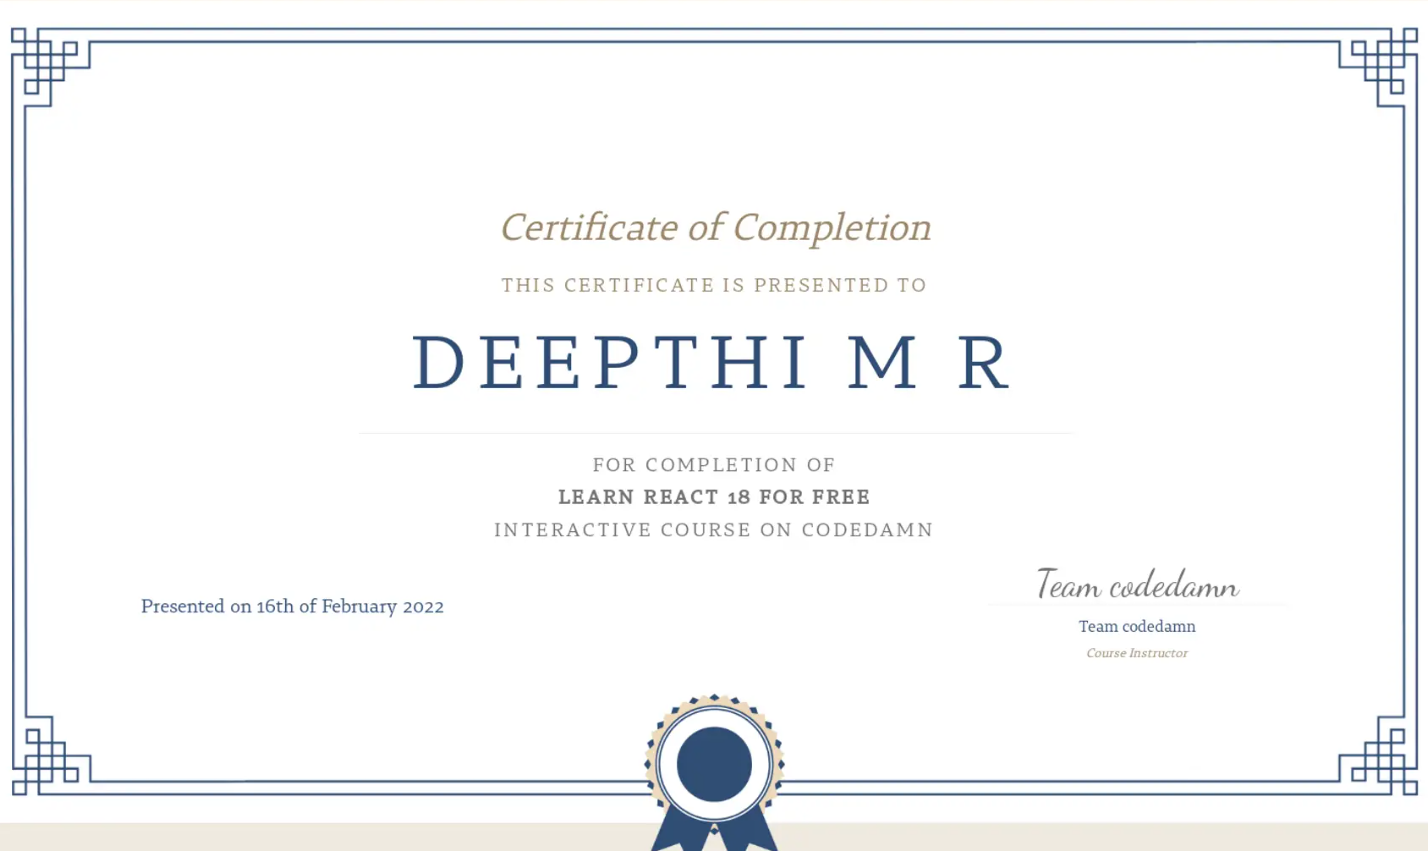 Certificate of Completion
THIS CERTIFICATE IS PRESENTED TO
DEEPTHI M R
FOR COMPLETION OF
LEARN REACT 18 FOR FREE
INTERACTIVE COURSE ON CODEDAMN
Presented on 16th of February 2022
Team codedamn
Team codedamn
Course Instructor